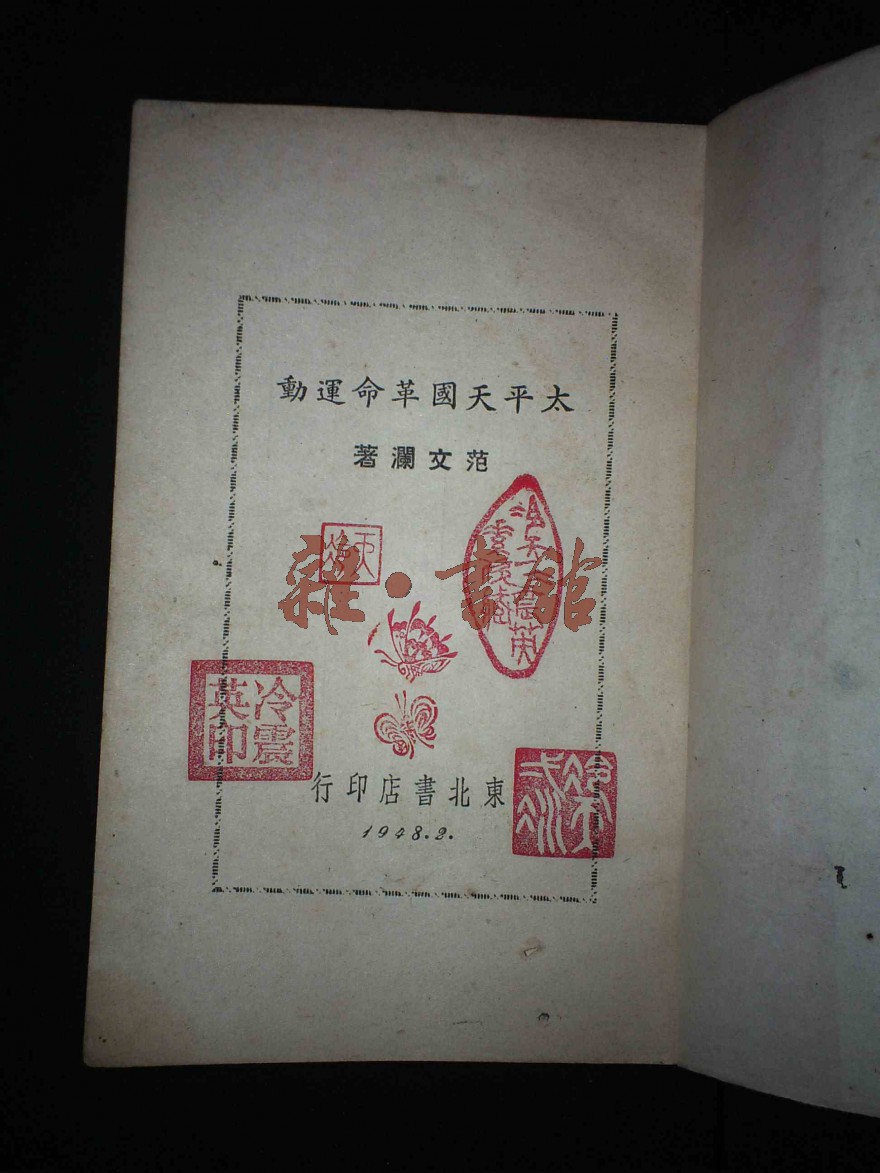 太平天國革命運動
范文瀾著
雜·書館
冷震英印
東北書店印行
1948.2.